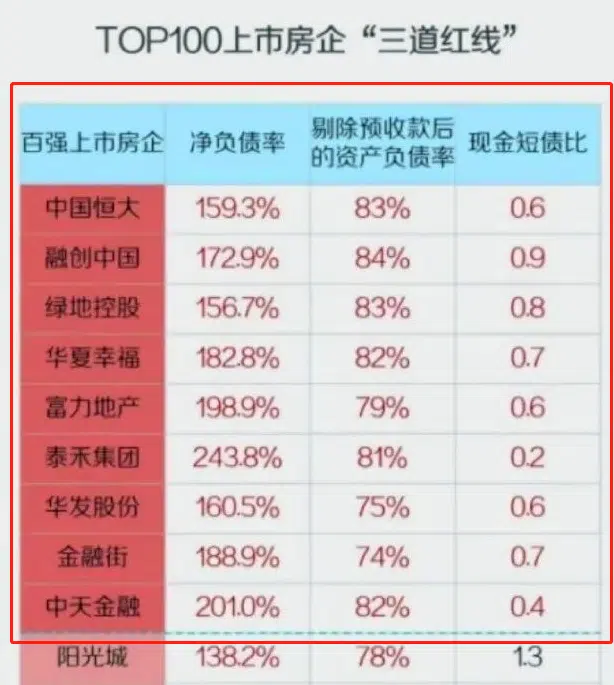 TOP100上市房企“三道红线”
百强上市房企 净负债率 剔除预收款后的资产负债率 现金短债比
中国恒大 159.3% 83% 0.6
融创中国 172.9% 84% 0.9
绿地控股 156.7% 83% 0.8
华夏幸福 182.8% 82% 0.7
富力地产 198.9% 79% 0.6
泰禾集团 243.8% 81% 0.2
华发股份 160.5% 75% 0.6
金融街 188.9% 74% 0.7
中天金融 201.0% 82% 0.4
阳光城 138.2% 78% 1.3